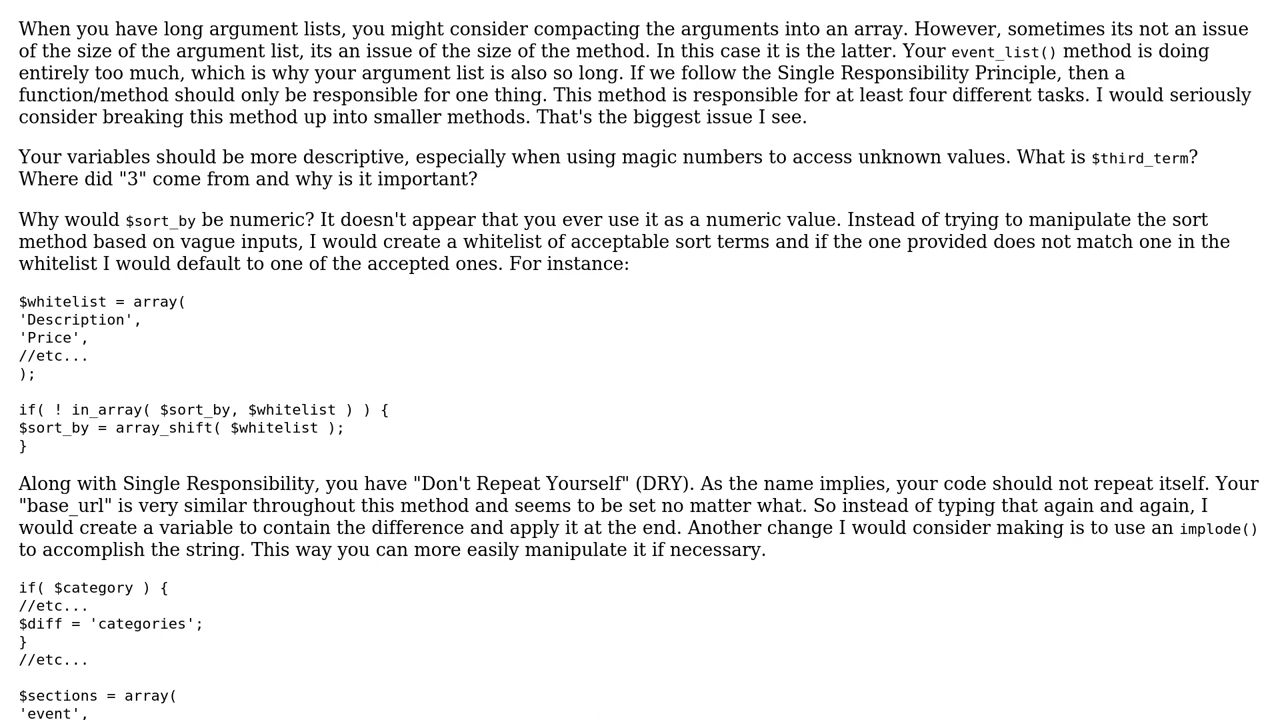 When you have long argument lists, you might consider compacting the arguments into an array. However, sometimes its not an issue
of the size of the argument list, its an issue of the size of the method. In this case it is the latter. Your event_list() method is doing
entirely too much, which is why your argument list is also so long. If we follow the Single Responsibility Principle, then a
function/method should only be responsible for one thing. This method is responsible for at least four different tasks. I would seriously
consider breaking this method up into smaller methods. That's the biggest issue I see.
Your variables should be more descriptive, especially when using magic numbers to access unknown values. What is $third_term?
Where did "3" come from and why is it important?
Why would $sort_by be numeric? It doesn't appear that you ever use it as a numeric value. Instead of trying to manipulate the sort
method based on vague inputs, I would create a whitelist of acceptable sort terms and if the one provided does not match one in the
whitelist I would default to one of the accepted ones. For instance:
$whitelist = array(
'Description',
'Price',
//etc...
);
if( ! in_array( $sort_by, $whitelist ) ) {
$sort_by = array_shift( $whitelist );
}
Along with Single Responsibility, you have "Don't Repeat Yourself" (DRY). As the name implies, your code should not repeat itself. Your
"base_url" is very similar throughout this method and seems to be set no matter what. So instead of typing that again and again, I
would create a variable to contain the difference and apply it at the end. Another change I would consider making is to use an implode()
to accomplish the string. This way you can more easily manipulate it if necessary.
if( $category ) {
//etc...
$diff = 'categories';
}
//etc...
$sections = array(
'event',